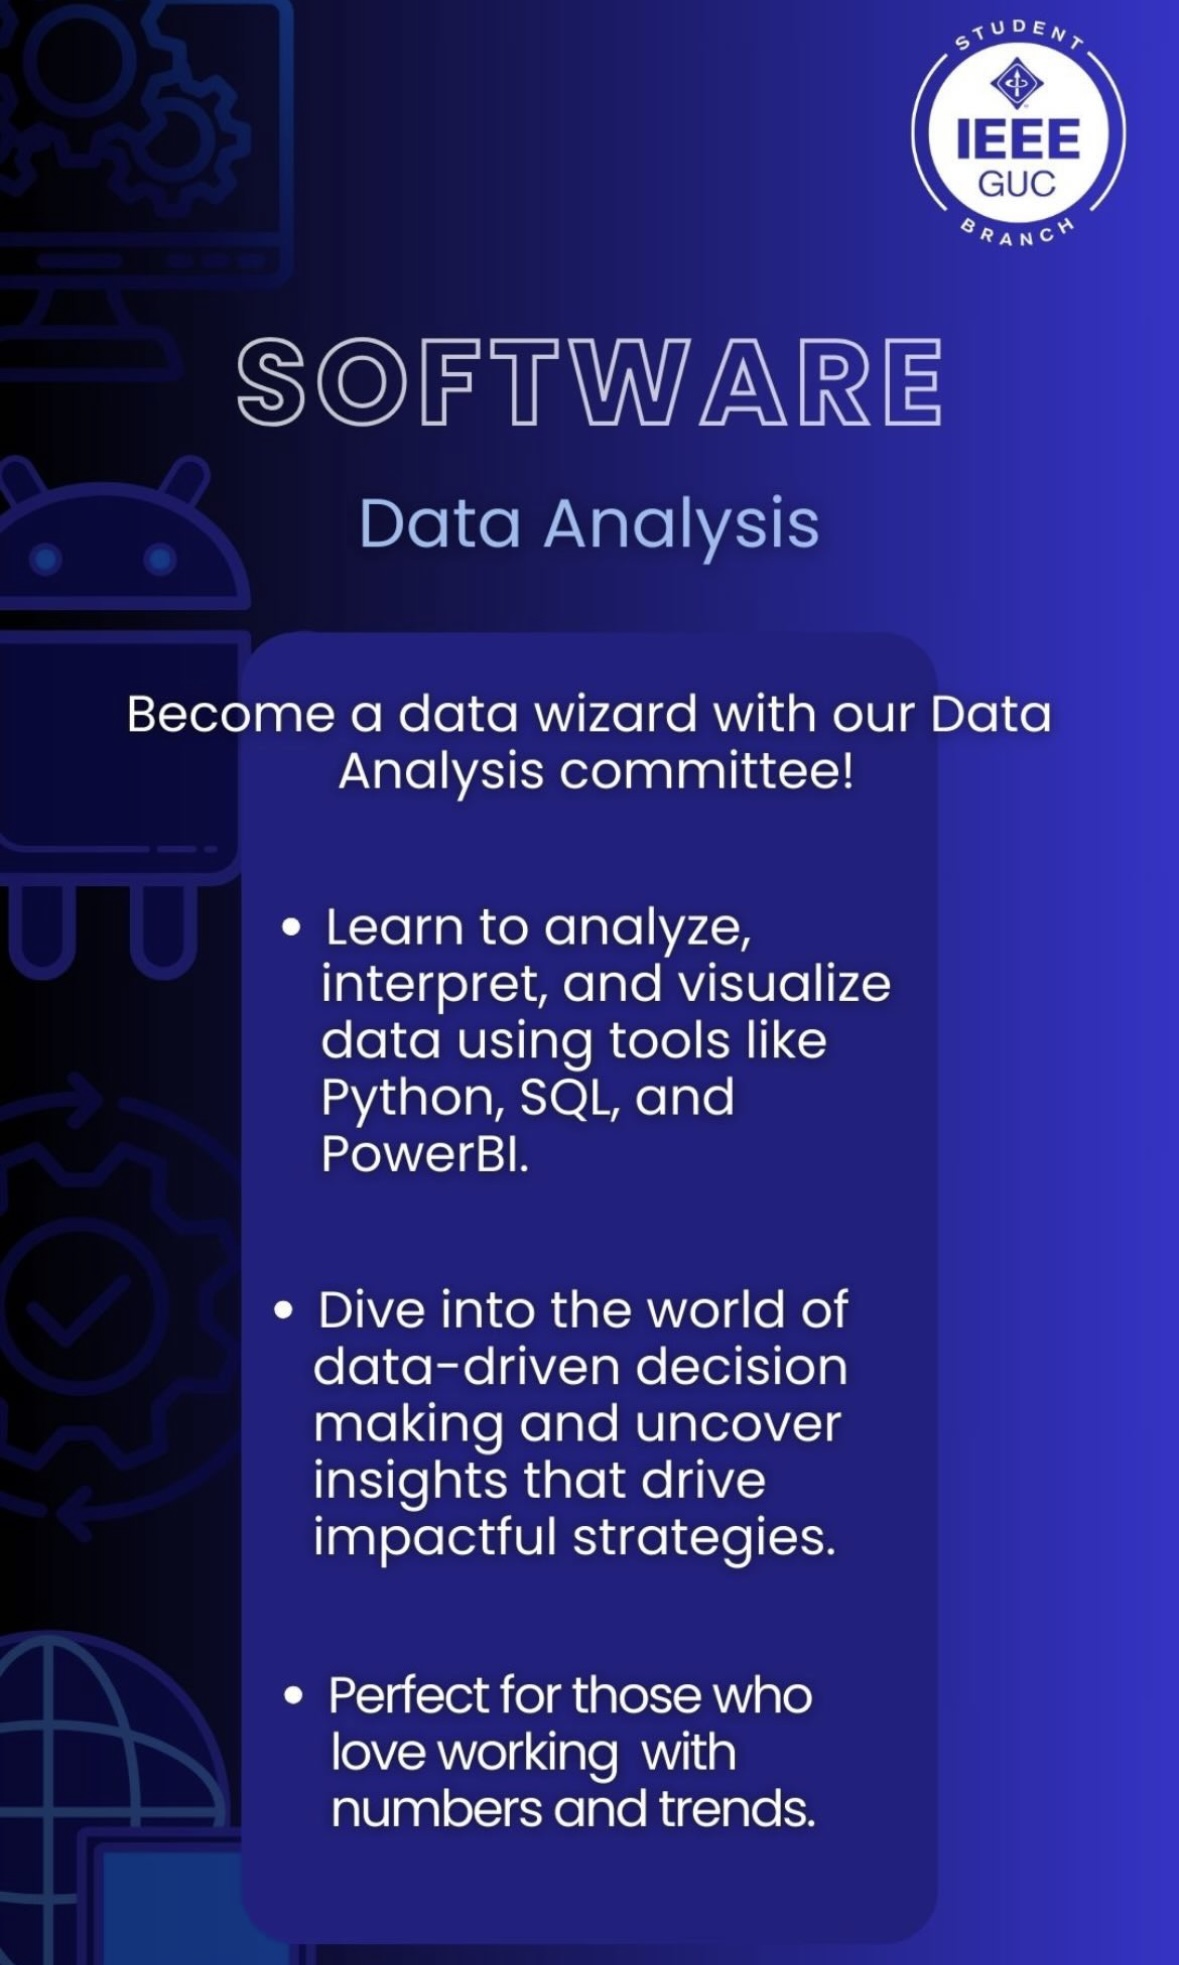 STUDENT
IEEE
GUC
BRANCH
SOFTWARE
Data Analysis
Become a data wizard with our Data
Analysis committee!
• Learn to analyze,
interpret, and visualize
data using tools like
Python, SQL, and
PowerBI.
• Dive into the world of
data-driven decision
making and uncover
insights that drive
impactful strategies.
• Perfect for those who
love working  with
numbers and trends.